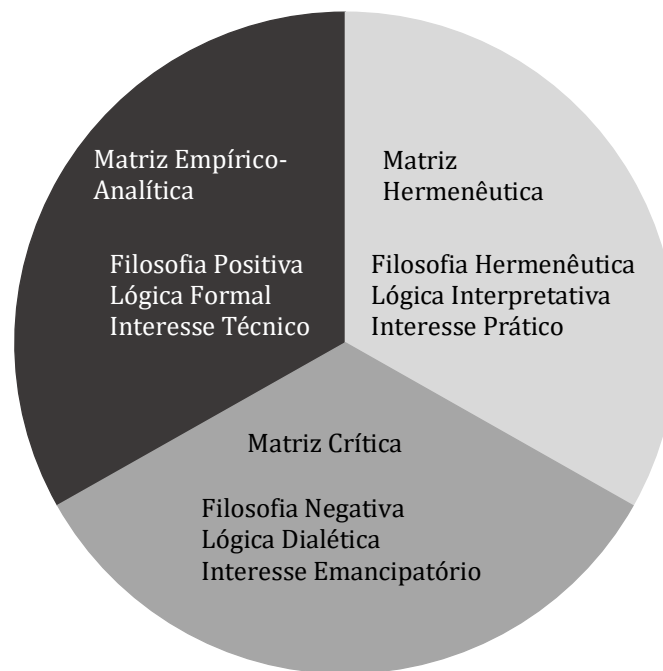 Matriz Empírico-
Analítica
Filosofia Positiva
Lógica Formal
Interesse Técnico
Matriz
Hermenêutica
Filosofia Hermenêutica
Lógica Interpretativa
Interesse Prático
Matriz Crítica
Filosofia Negativa
Lógica Dialética
Interesse Emancipatório